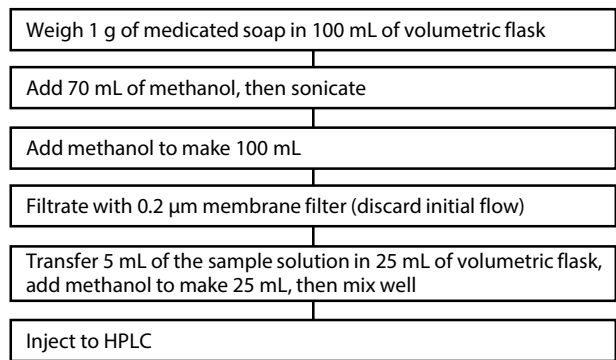 Weigh 1 g of medicated soap in 100 mL of volumetric flask
Add 70 mL of methanol, then sonicate
Add methanol to make 100 mL
Filtrate with 0.2 µm membrane filter (discard initial flow)
Transfer 5 mL of the sample solution in 25 mL of volumetric flask,
add methanol to make 25 mL, then mix well
Inject to HPLC